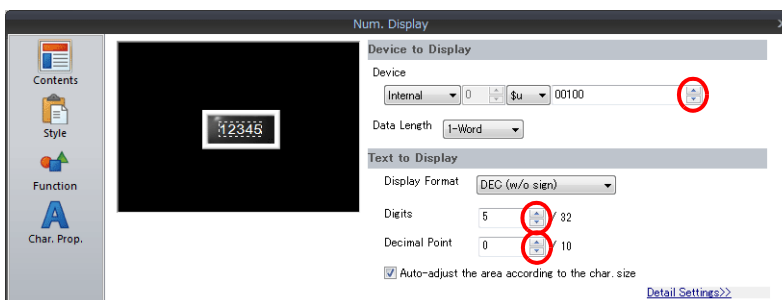 Num. Display
Contents
Style
Function
Char. Prop.
12345
Device to Display
Device
Internal 0 $u 00100
Data Length 1-Word
Text to Display
Display Format DEC (w/o sign)
Digits 5 / 32
Decimal Point 0 / 10
Auto-adjust the area according to the char. size
Detail Settings>>